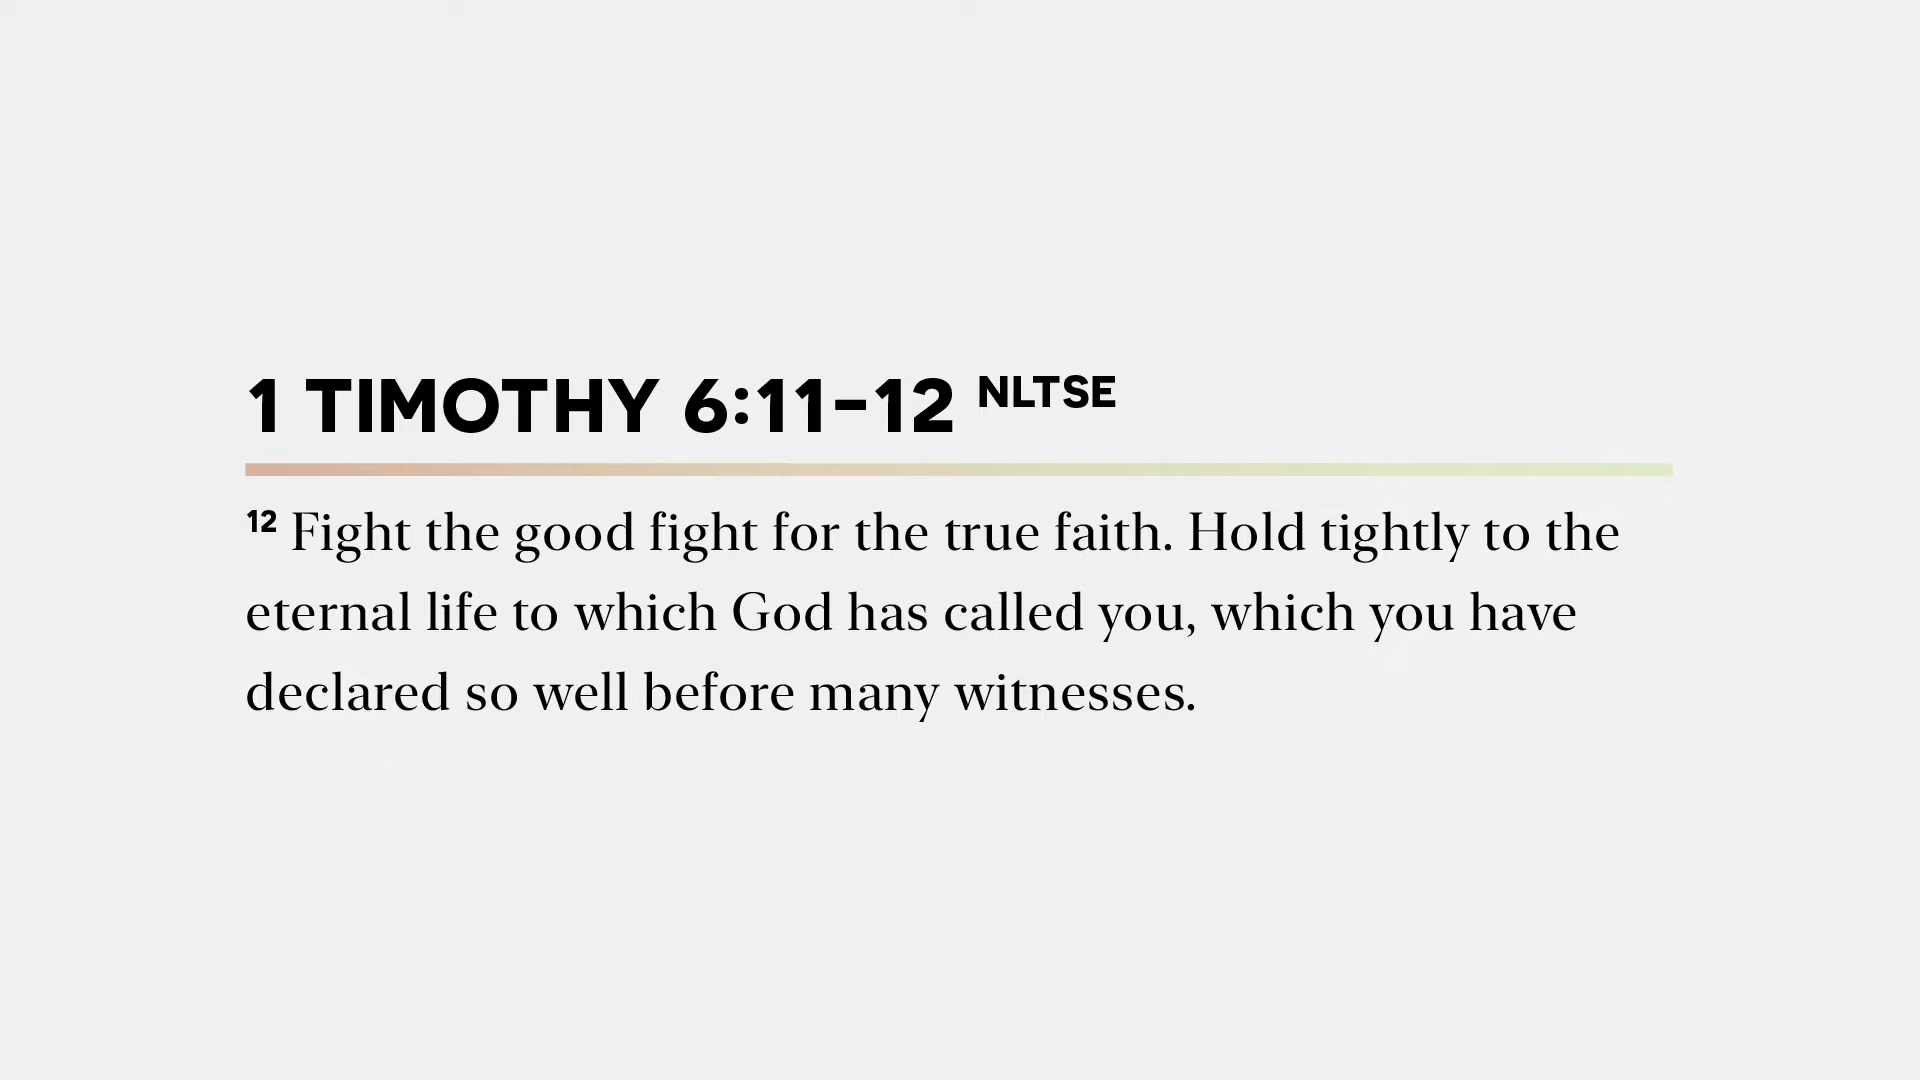 1 TIMOTHY 6:11–12 NLTSE
12 Fight the good fight for the true faith. Hold tightly to the
eternal life to which God has called you, which you have
declared so well before many witnesses.